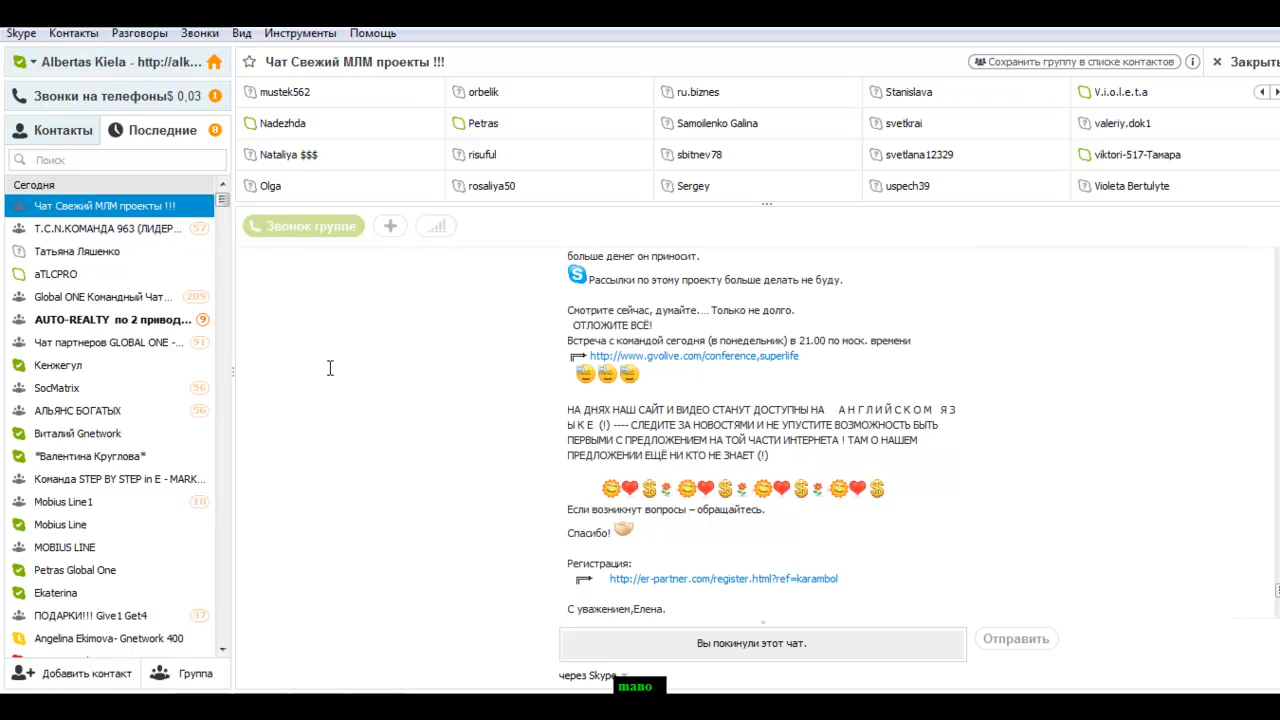 Skype Контакты Разговоры Звонки Вид Инструменты Помощь
Albertas Kiela - http://alk...
Звонки на телефоны$ 0,03 1
Контакты Последние 8
Поиск
Сегодня
Чат Свежий МЛМ проекты !!!
T.C.N.КОМАНДА 963 (ЛИДЕР... 57
Татьяна Ляшенко
aTLCPRO
Global ONE Командный Чат... 209
AUTO-REALTY по 2 привод... 9
Чат партнеров GLOBAL ONE -... 91
Кенжегул
SocMatrix 56
АЛЬЯНС БОГАТЫХ 56
Виталий Gnetwork
*Валентина Круглова*
Команда STEP BY STEP in E - MARK...
Mobius Line1 10
Mobius Line
MOBIUS LINE
Petras Global One
Ekaterina
ПОДАРКИ!!! Give1 Get4 37
Angelina Ekimova- Gnetwork 400
Добавить контакт Группа
Чат Свежий МЛМ проекты !!! Сохранить группу в списке контактов Закрыть
mustek562 orbelik ru.biznes Stanislava V.i.o.l.e.t.a
Nadezhda Petras Samoilenko Galina svetkrai valeriy.dok1
Nataliya $$$ risuful sbitnev78 svetlana12329 viktori-517-Тамара
Olga rosaliya50 Sergey uspech39 Violeta Bertulyte
Звонок группе
больше денег он приносит.
Рассылки по этому проекту больше делать не буду.
Смотрите сейчас, думайте.... Только не долго.
ОТЛОЖИТЕ ВСЁ!
Встреча с командой сегодня (в понедельник) в 21.00 по моск. времени
http://www.gvolive.com/conference,superlife
НА ДНЯХ НАШ САЙТ И ВИДЕО СТАНУТ ДОСТУПНЫ НА А Н Г Л И Й С К О М Я З
Ы К Е (!) ---- СЛЕДИТЕ ЗА НОВОСТЯМИ И НЕ УПУСТИТЕ ВОЗМОЖНОСТЬ БЫТЬ
ПЕРВЫМИ С ПРЕДЛОЖЕНИЕМ НА ТОЙ ЧАСТИ ИНТЕРНЕТА ! ТАМ О НАШЕМ
ПРЕДЛОЖЕНИИ ЕЩЁ НИ КТО НЕ ЗНАЕТ (!)
Если возникнут вопросы – обращайтесь.
Спасибо!
Регистрация:
http://er-partner.com/register.html?ref=karambol
С уважением,Елена.
Вы покинули этот чат.
Отправить
через Skype
mano